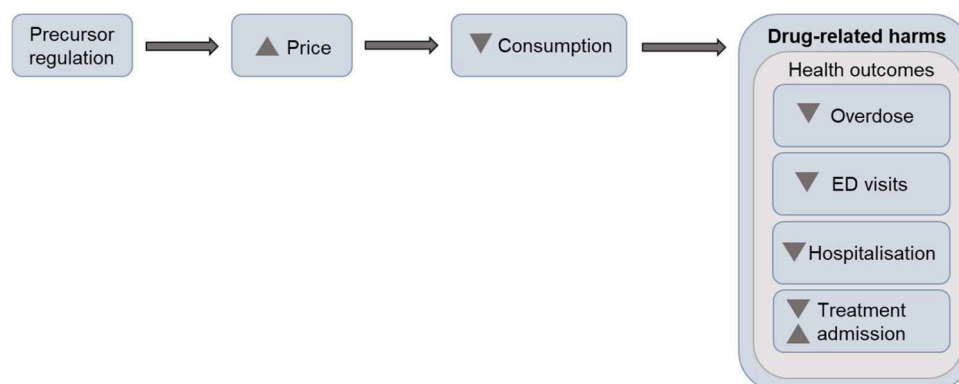 Precursor
regulation
Price
Consumption
Drug-related harms
Health outcomes
Overdose
ED visits
Hospitalisation
Treatment
admission